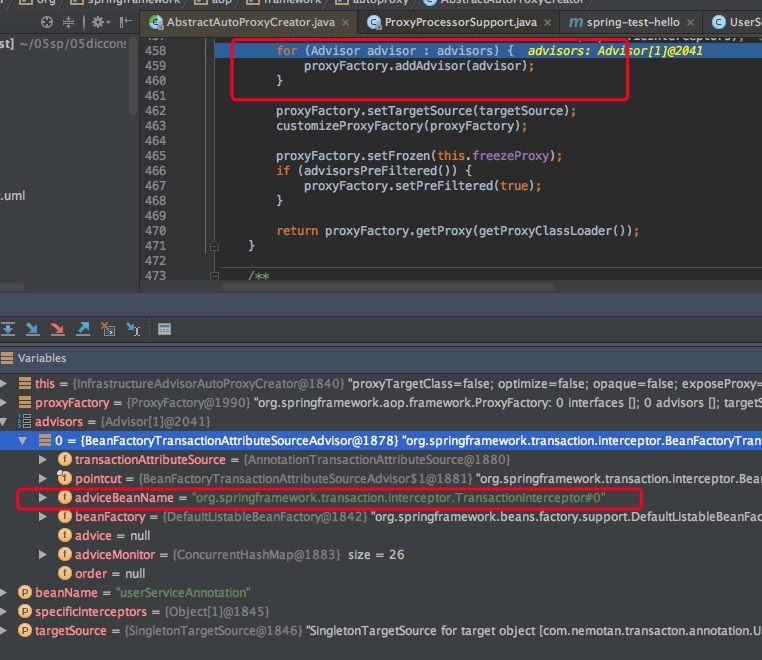 org springframework aop framework autoproxy AbstractAutoProxyCreator
AbstractAutoProxyCreator.java ProxyProcessorSupport.java m spring-test-hello UserS
st] ~/05sp/05diccons
458 for (Advisor advisor : advisors) { advisors: Advisor[1]@2041
459 proxyFactory.addAdvisor(advisor);
460 }
461
462 proxyFactory.setTargetSource(targetSource);
463 customizeProxyFactory(proxyFactory);
464
465 proxyFactory.setFrozen(this.freezeProxy);
466 if (advisorsPreFiltered()) {
467 proxyFactory.setPreFiltered(true);
468 }
469
470 return proxyFactory.getProxy(getProxyClassLoader());
471 }
472
473 /**
.uml
Variables
this = {InfrastructureAdvisorAutoProxyCreator@1840} "proxyTargetClass=false; optimize=false; opaque=false; exposeProxy=
proxyFactory = {ProxyFactory@1990} "org.springframework.aop.framework.ProxyFactory: 0 interfaces []; 0 advisors []; targetS
advisors = {Advisor[1]@2041}
0 = {BeanFactoryTransactionAttributeSourceAdvisor@1878} "org.springframework.transaction.interceptor.BeanFactoryTran
f transactionAttributeSource = {AnnotationTransactionAttributeSource@1880}
f pointcut = {BeanFactoryTransactionAttributeSourceAdvisor$1@1881} "org.springframework.transaction.interceptor.Bean
f adviceBeanName = "org.springframework.transaction.interceptor.TransactionInterceptor#0"
f beanFactory = {DefaultListableBeanFactory@1842} "org.springframework.beans.factory.support.DefaultListableBeanFac
f advice = null
f adviceMonitor = {ConcurrentHashMap@1883} size = 26
f order = null
P beanName = "userServiceAnnotation"
P specificInterceptors = {Object[1]@1845}
P targetSource = {SingletonTargetSource@1846} "SingletonTargetSource for target object [com.nemotan.transacton.annotation.U